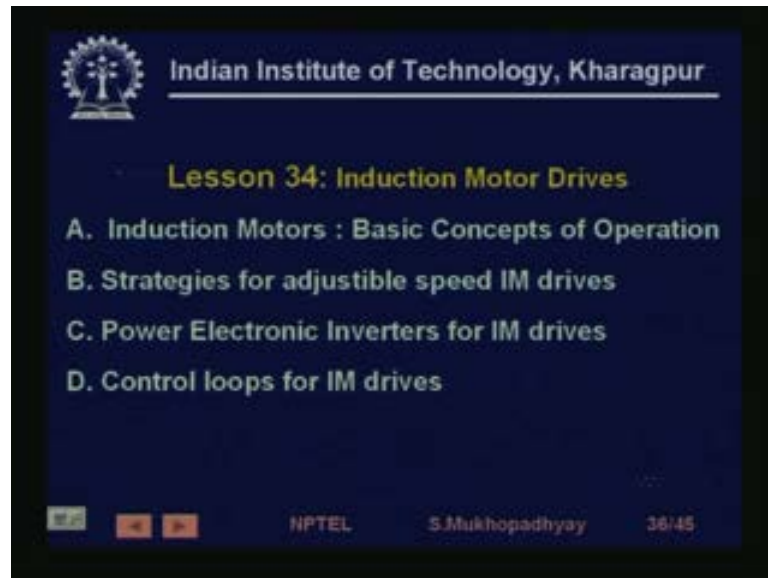 Indian Institute of Technology, Kharagpur
Lesson 34: Induction Motor Drives
A. Induction Motors : Basic Concepts of Operation
B. Strategies for adjustible speed IM drives
C. Power Electronic Inverters for IM drives
D. Control loops for IM drives
NPTEL S.Mukhopadhyay 36/45